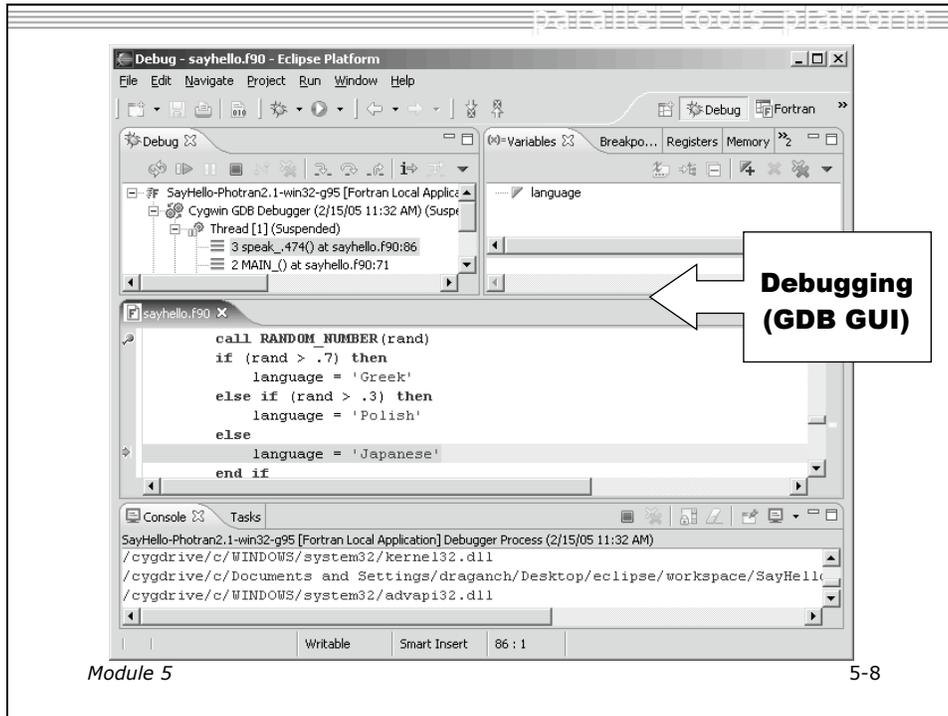 parallel tools platform
Debug - sayhello.f90 - Eclipse Platform
File Edit Navigate Project Run Window Help
Debug Fortran »
Debug
(x)= Variables Breakpo... Registers Memory »2
SayHello-Photran2.1-win32-g95 [Fortran Local Applica
language
Cygwin GDB Debugger (2/15/05 11:32 AM) (Suspe
Thread [1] (Suspended)
3 speak_.474() at sayhello.f90:86
2 MAIN_() at sayhello.f90:71
Debugging
(GDB GUI)
sayhello.f90
call RANDOM_NUMBER(rand)
if (rand > .7) then
language = 'Greek'
else if (rand > .3) then
language = 'Polish'
else
language = 'Japanese'
end if
Console Tasks
SayHello-Photran2.1-win32-g95 [Fortran Local Application] Debugger Process (2/15/05 11:32 AM)
/cygdrive/c/WINDOWS/system32/kernel32.dll
/cygdrive/c/Documents and Settings/draganch/Desktop/eclipse/workspace/SayHello
/cygdrive/c/WINDOWS/system32/advapi32.dll
Writable Smart Insert 86 : 1
Module 5 5-8